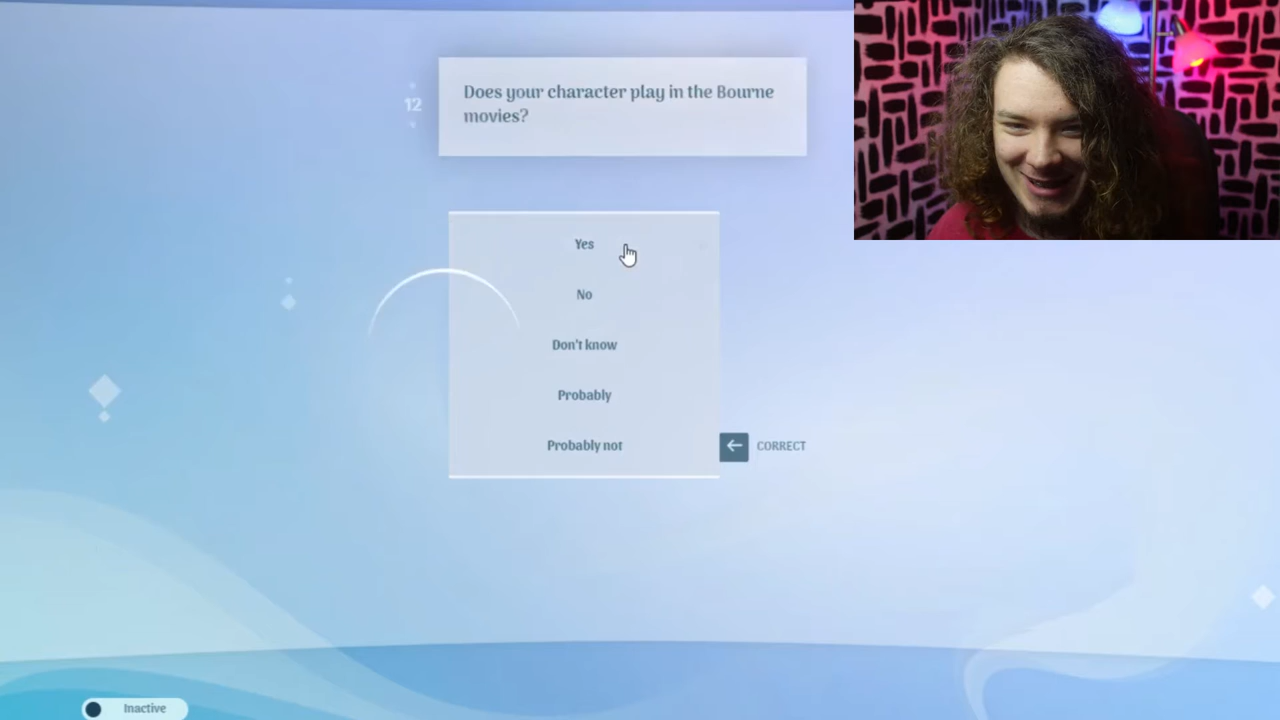 12
Does your character play in the Bourne
movies?
Yes
No
Don't know
Probably
Probably not
CORRECT
Inactive